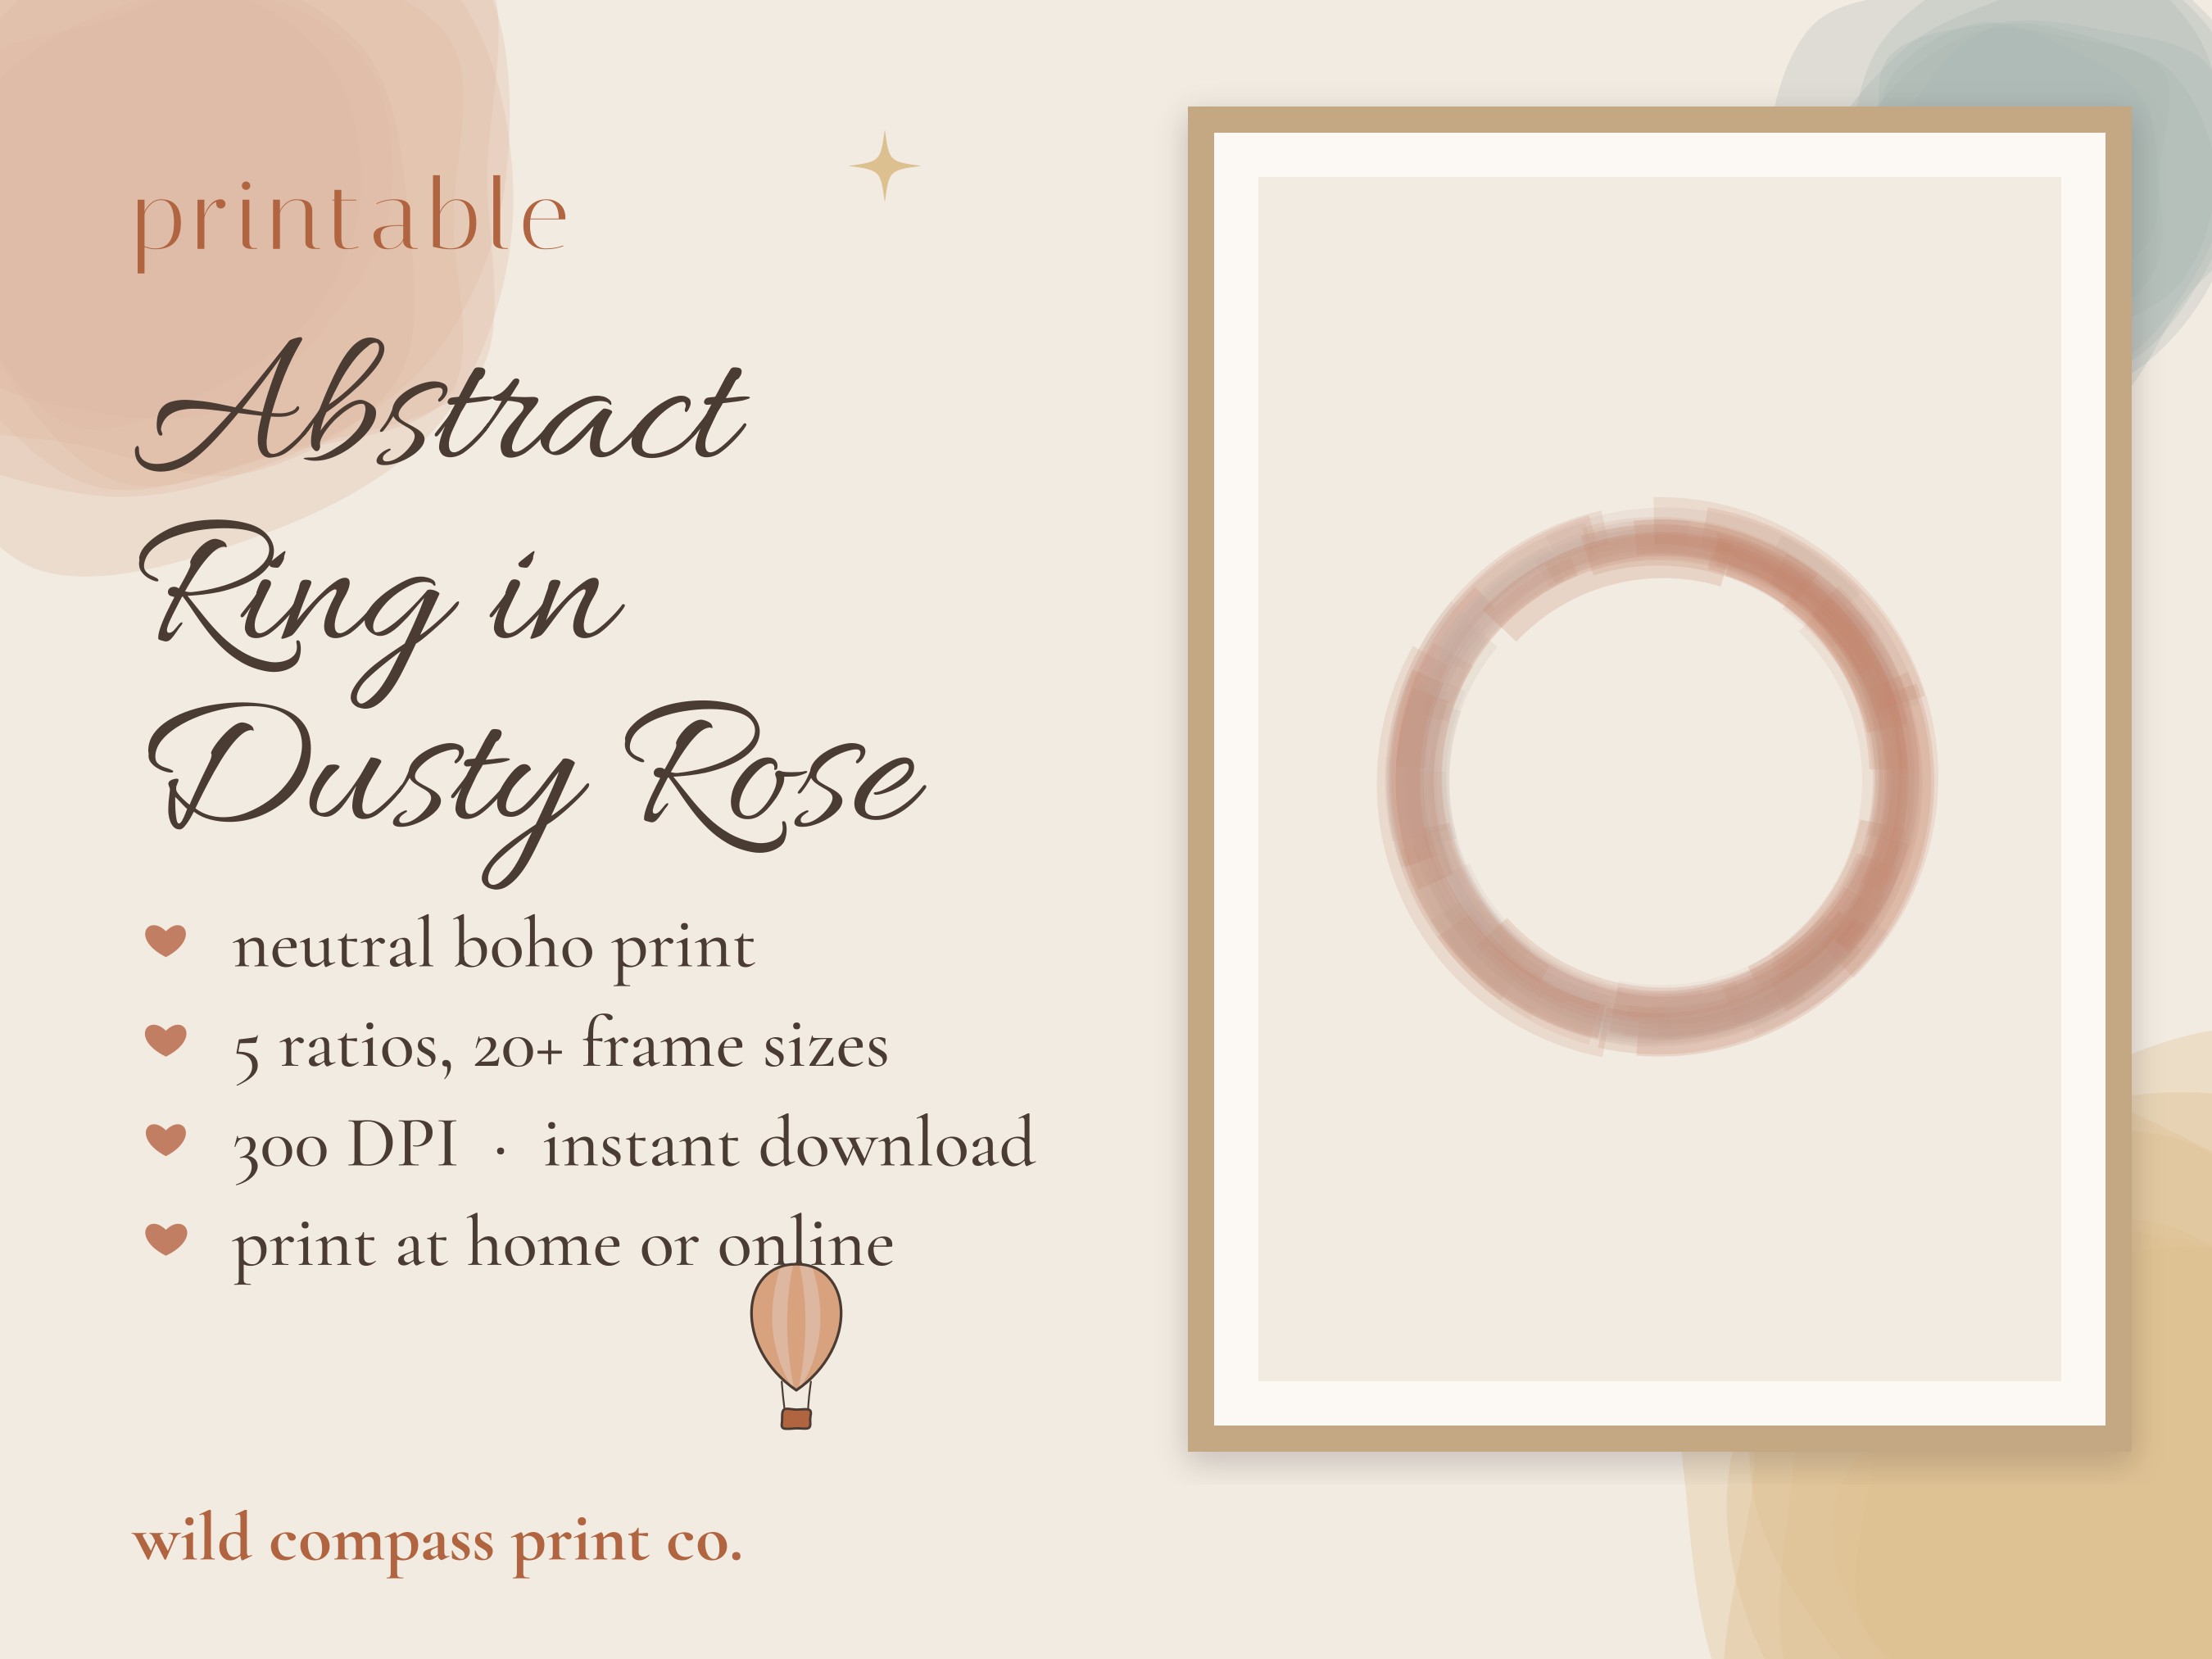 printable
Abstract
Ring in
Dusty Rose
neutral boho print
5 ratios, 20+ frame sizes
300 DPI · instant download
print at home or online
wild compass print co.